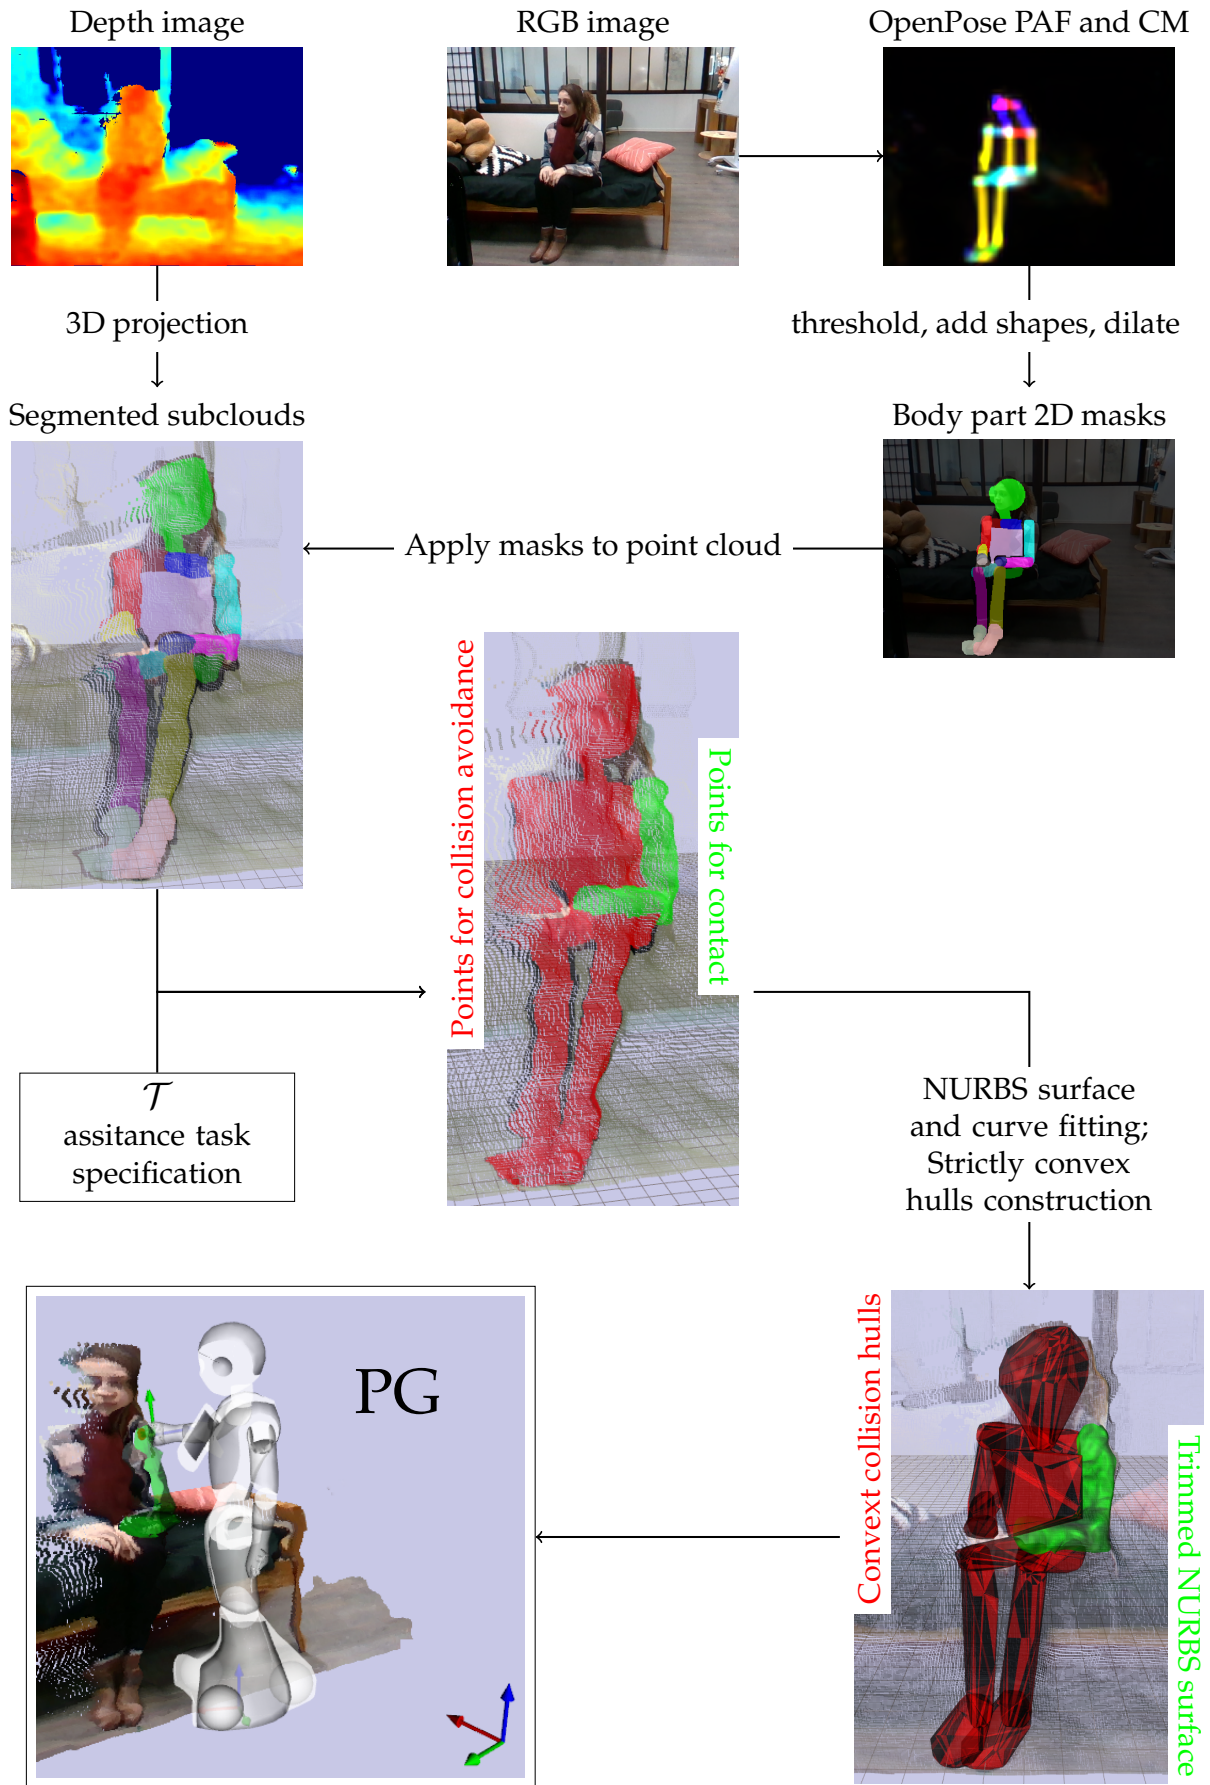 Depth image
RGB image
OpenPose PAF and CM
3D projection
threshold, add shapes, dilate
Segmented subclouds
Body part 2D masks
Apply masks to point cloud
Points for collision avoidance
Points for contact
𝒯
assitance task
specification
NURBS surface
and curve fitting;
Strictly convex
hulls construction
PG
Convext collision hulls
Trimmed NURBS surface